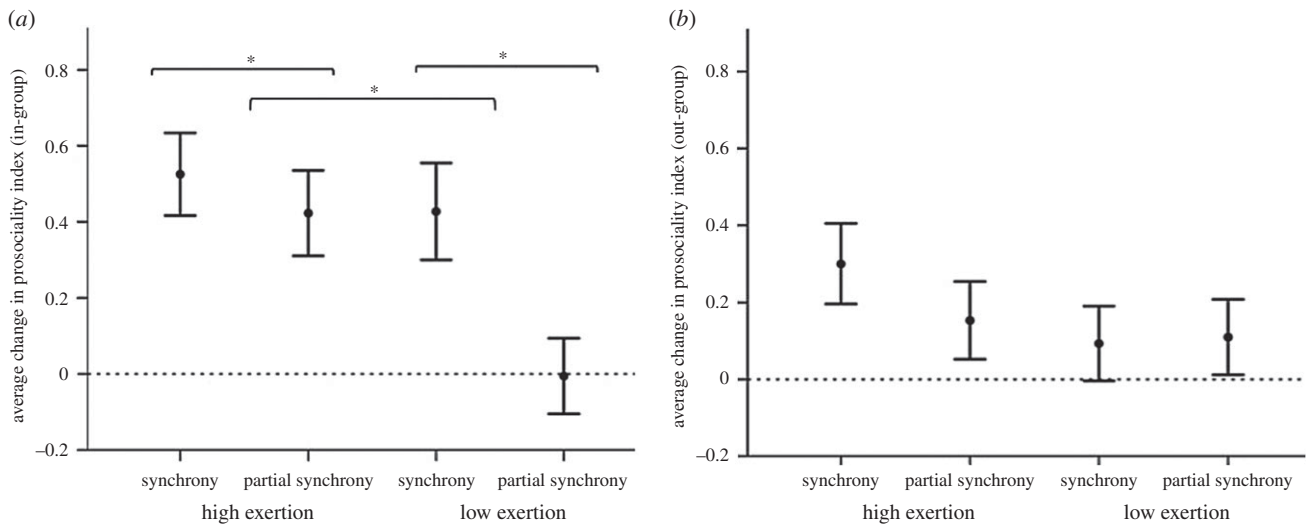 (a)
average change in prosociality index (in-group)
0.8
0.6
0.4
0.2
0
–0.2
*
*
*
synchrony partial synchrony synchrony partial synchrony
high exertion low exertion
(b)
average change in prosociality index (out-group)
0.8
0.6
0.4
0.2
0
–0.2
synchrony partial synchrony synchrony partial synchrony
high exertion low exertion